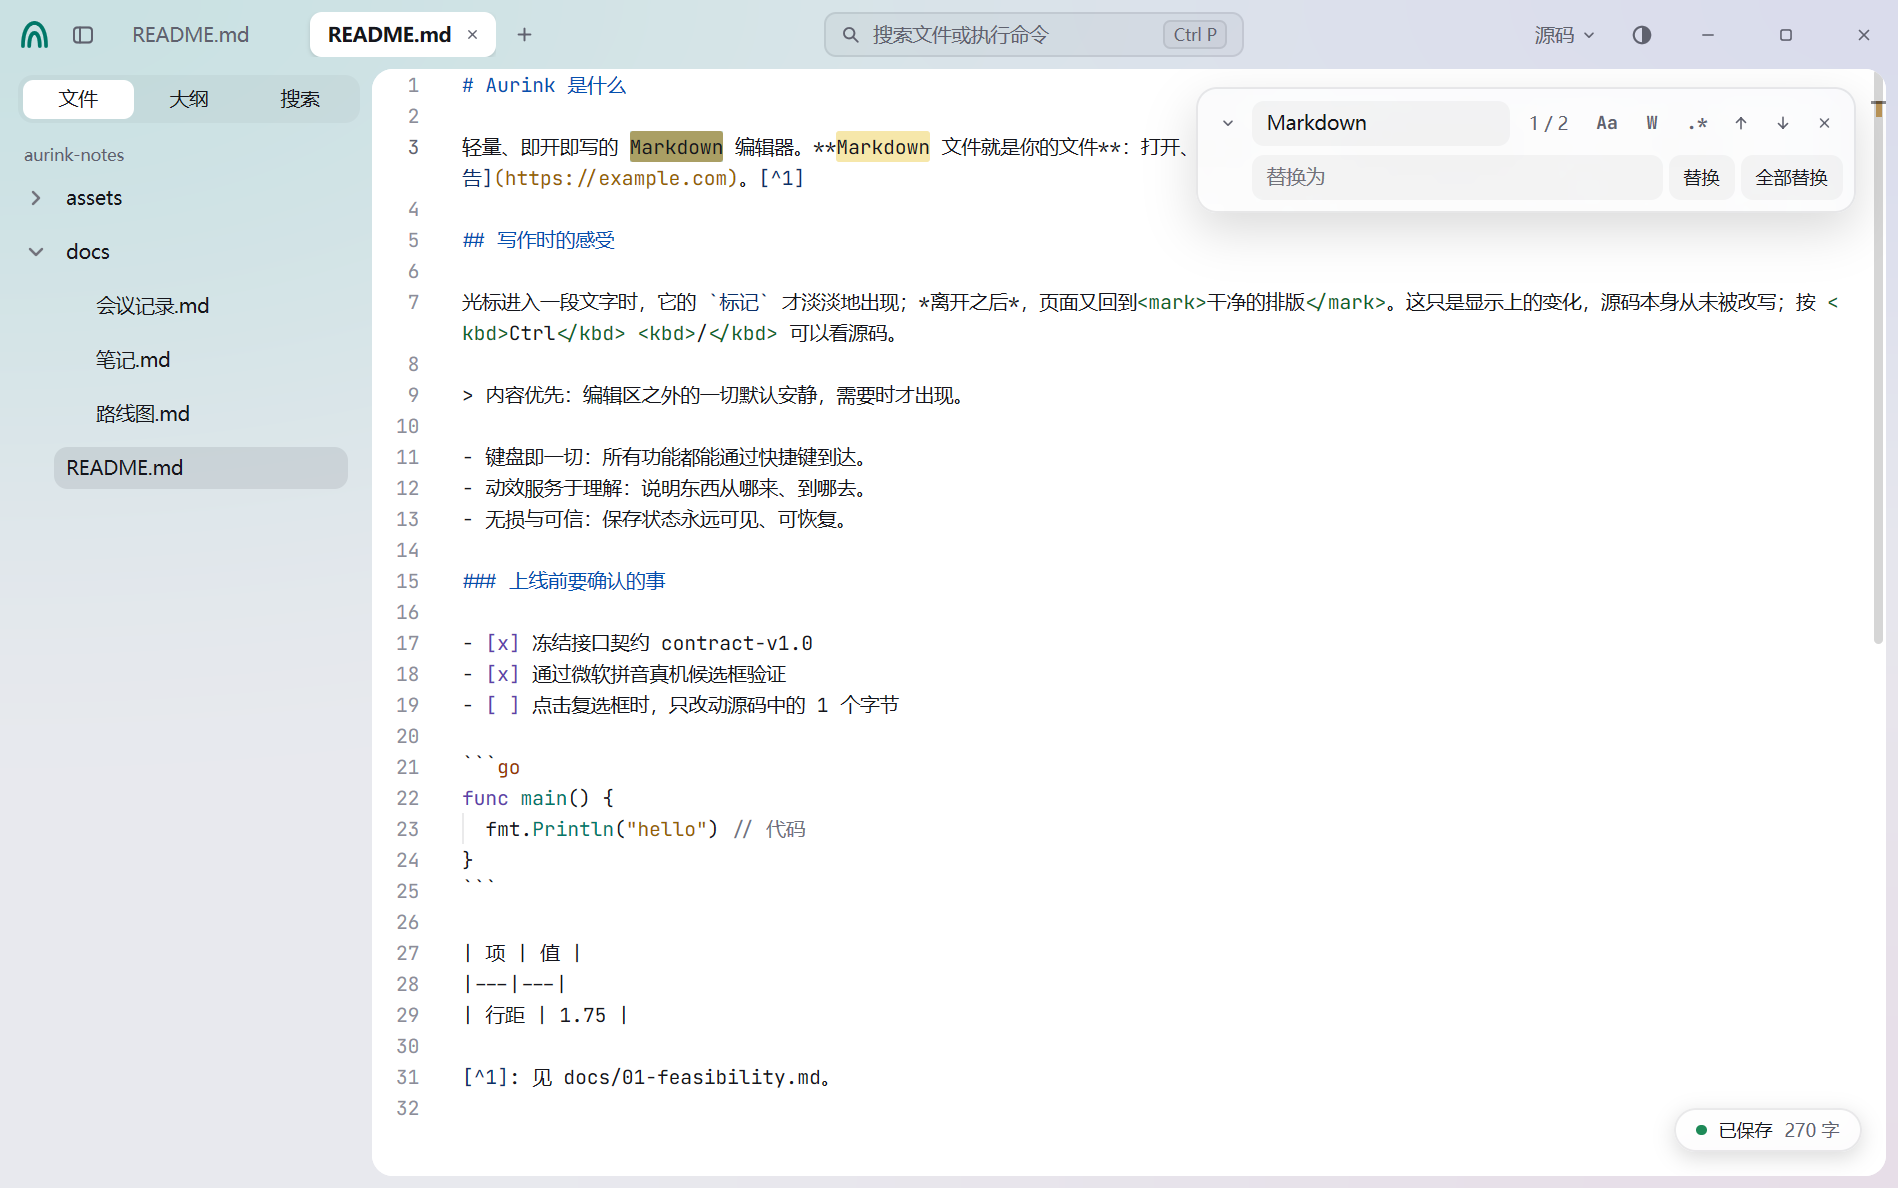 README.md
README.md
搜索文件或执行命令
Ctrl P
源码
文件
大纲
搜索
aurink-notes
assets
docs
会议记录.md
笔记.md
路线图.md
README.md
Markdown
1 / 2
Aa
W
.*
替换为
替换
全部替换
1 # Aurink 是什么
2
3 轻量、即开即写的 Markdown 编辑器。**Markdown 文件就是你的文件**：打开、
告](https://example.com)。[^1]
4
5 ## 写作时的感受
6
7 光标进入一段文字时，它的 `标记` 才淡淡地出现；*离开之后*，页面又回到<mark>干净的排版</mark>。这只是显示上的变化，源码本身从未被改写；按 <
kbd>Ctrl</kbd> <kbd>/</kbd> 可以看源码。
8
9 > 内容优先：编辑区之外的一切默认安静，需要时才出现。
10
11 - 键盘即一切：所有功能都能通过快捷键到达。
12 - 动效服务于理解：说明东西从哪来、到哪去。
13 - 无损与可信：保存状态永远可见、可恢复。
14
15 ### 上线前要确认的事
16
17 - [x] 冻结接口契约 contract-v1.0
18 - [x] 通过微软拼音真机候选框验证
19 - [ ] 点击复选框时，只改动源码中的 1 个字节
20
21 ```go
22 func main() {
23 fmt.Println("hello") // 代码
24 }
25 ```
26
27 | 项 | 值 |
28 |---|---|
29 | 行距 | 1.75 |
30
31 [^1]: 见 docs/01-feasibility.md。
32
已保存 270 字